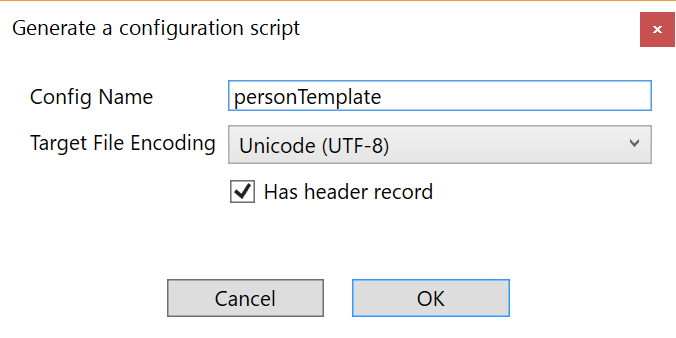 Generate a configuration script
Config Name personTemplate
Target File Encoding Unicode (UTF-8)
Has header record
Cancel OK